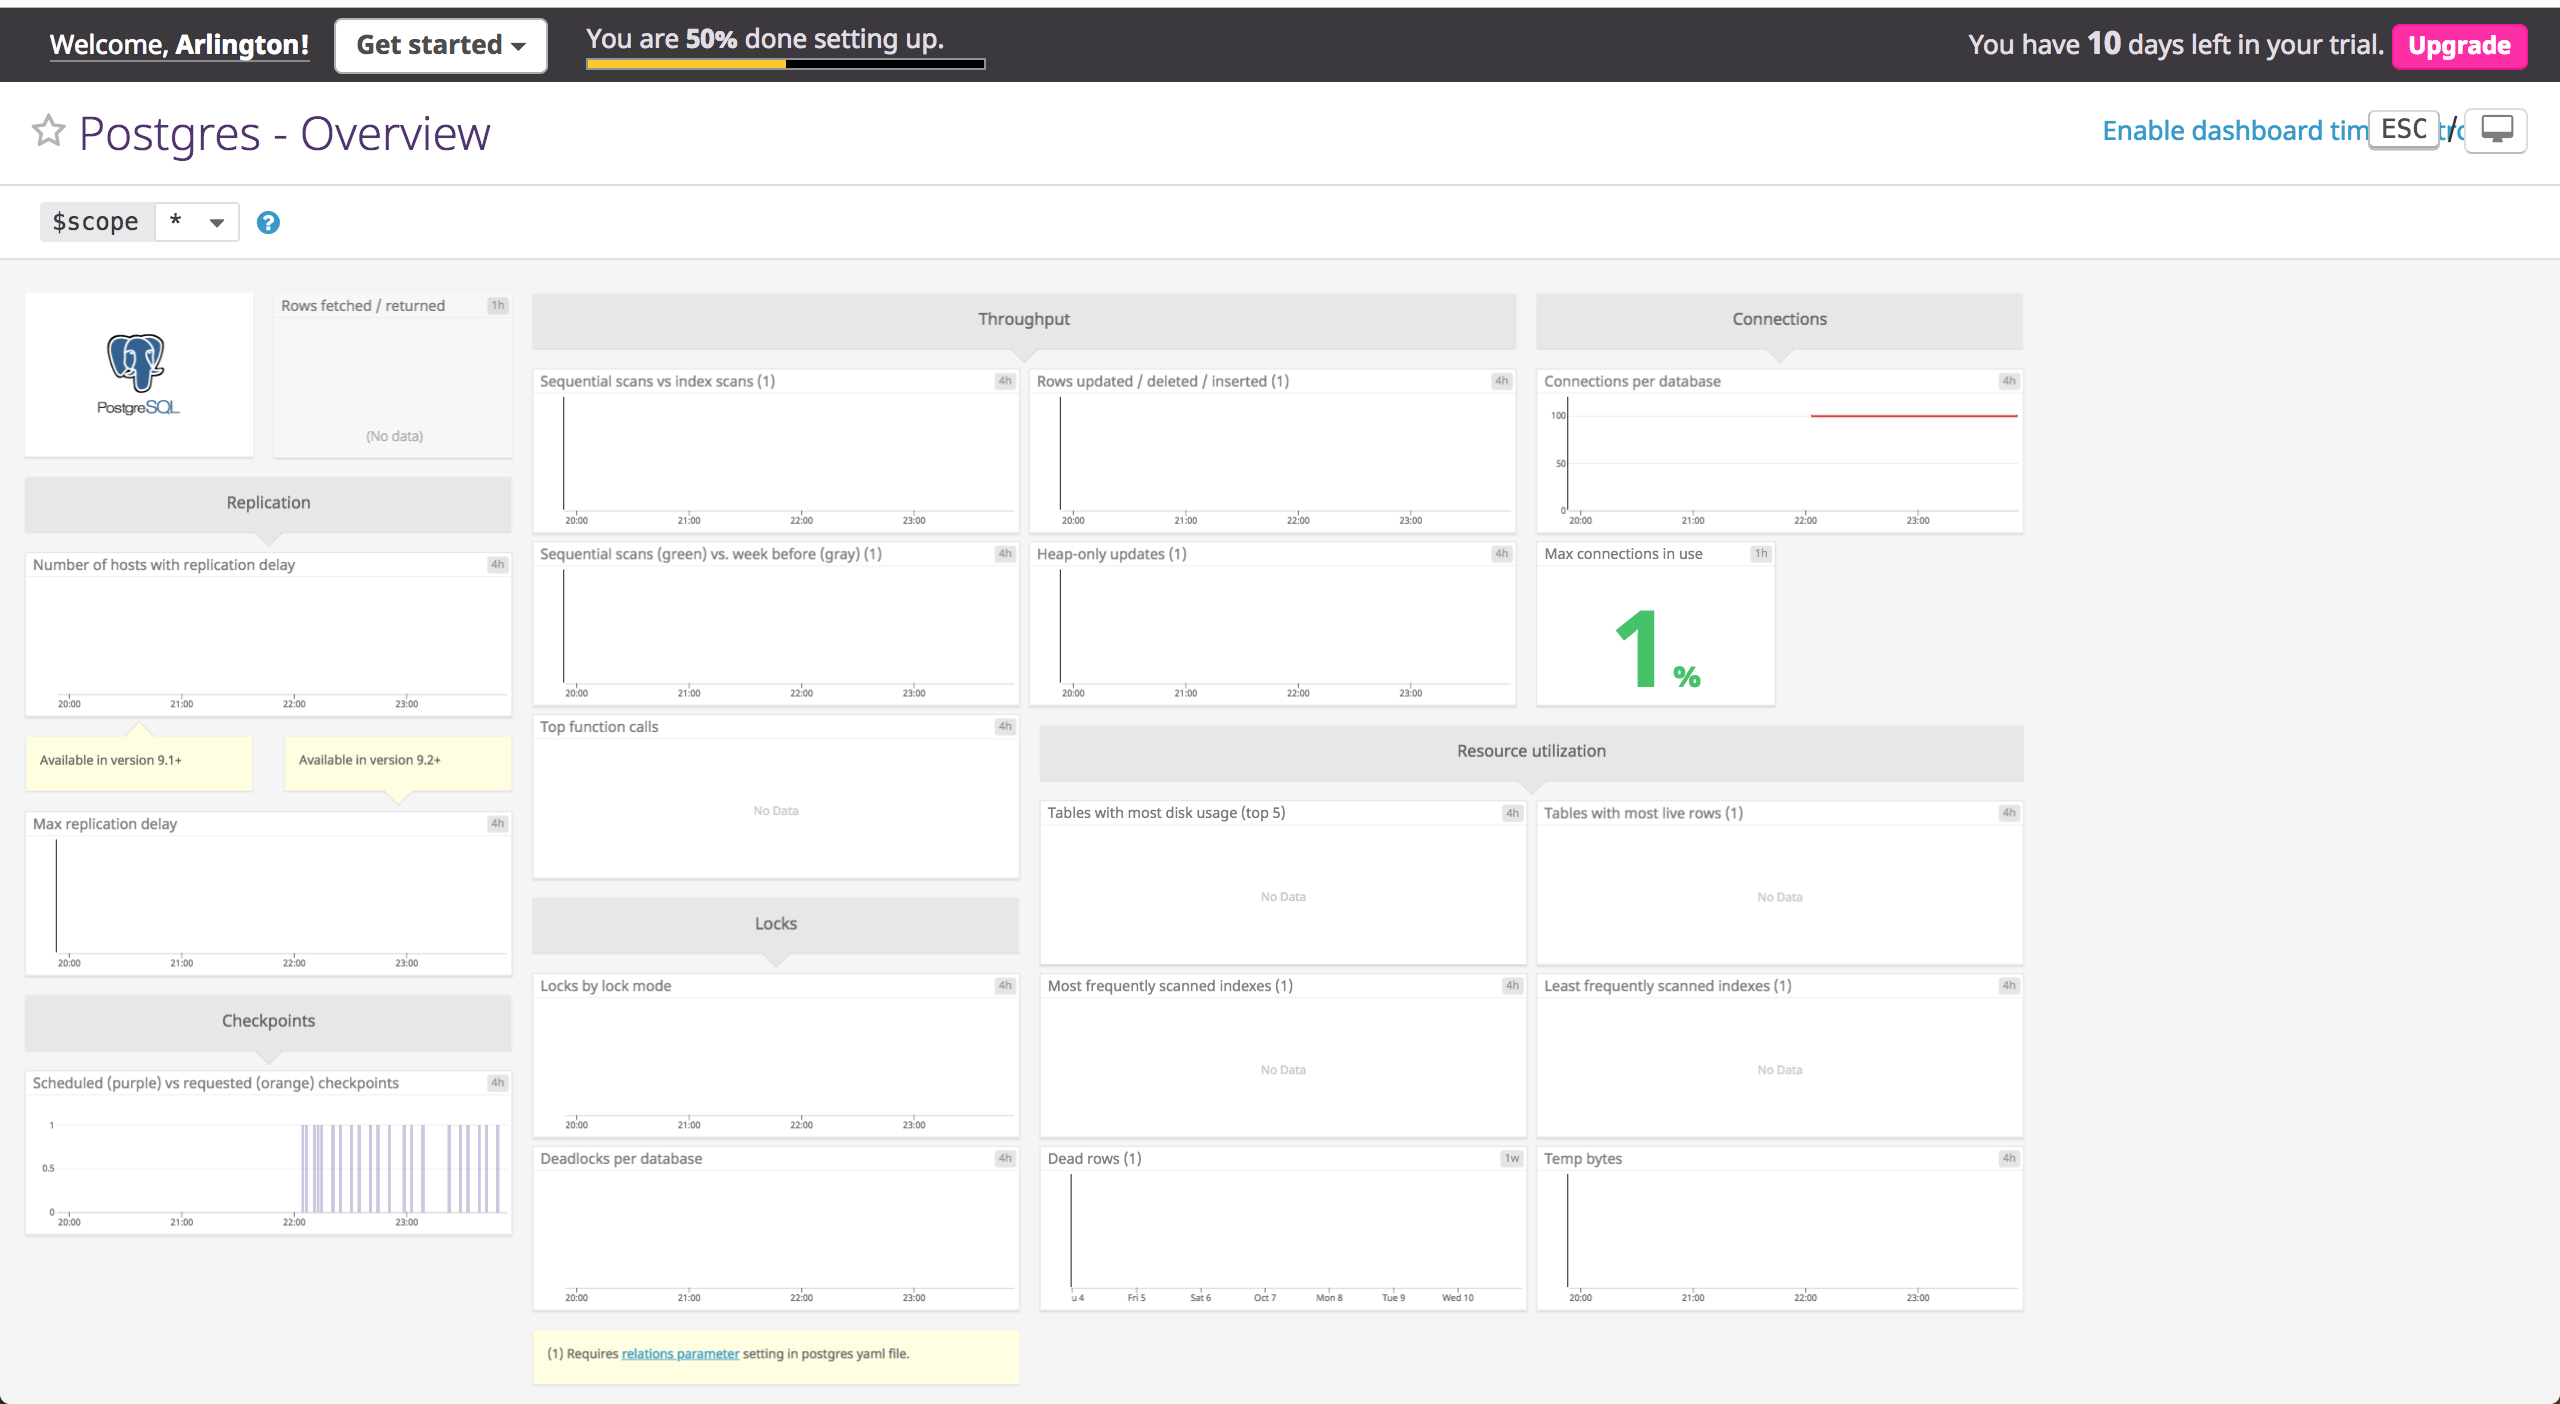 Welcome, Arlington!
Get started
You are 50% done setting up.
You have 10 days left in your trial.
Upgrade
Postgres - Overview
Enable dashboard tim
ESC /
$scope
*
?
PostgreSQL
Rows fetched / returned
1h
(No data)
Replication
Number of hosts with replication delay
4h
20:00 21:00 22:00 23:00
Available in version 9.1+
Available in version 9.2+
Max replication delay
4h
20:00 21:00 22:00 23:00
Checkpoints
Scheduled (purple) vs requested (orange) checkpoints
4h
1
0.5
0
20:00 21:00 22:00 23:00
Throughput
Sequential scans vs index scans (1)
4h
20:00 21:00 22:00 23:00
Rows updated / deleted / inserted (1)
4h
20:00 21:00 22:00 23:00
Sequential scans (green) vs. week before (gray) (1)
4h
20:00 21:00 22:00 23:00
Heap-only updates (1)
4h
20:00 21:00 22:00 23:00
Top function calls
4h
No Data
Connections
Connections per database
4h
100
50
0
20:00 21:00 22:00 23:00
Max connections in use
1h
1%
Locks
Locks by lock mode
4h
20:00 21:00 22:00 23:00
Deadlocks per database
4h
20:00 21:00 22:00 23:00
(1) Requires relations parameter setting in postgres yaml file.
Resource utilization
Tables with most disk usage (top 5)
4h
No Data
Tables with most live rows (1)
4h
No Data
Most frequently scanned indexes (1)
4h
No Data
Least frequently scanned indexes (1)
4h
No Data
Dead rows (1)
1w
u 4 Fri 5 Sat 6 Oct 7 Mon 8 Tue 9 Wed 10
Temp bytes
4h
20:00 21:00 22:00 23:00